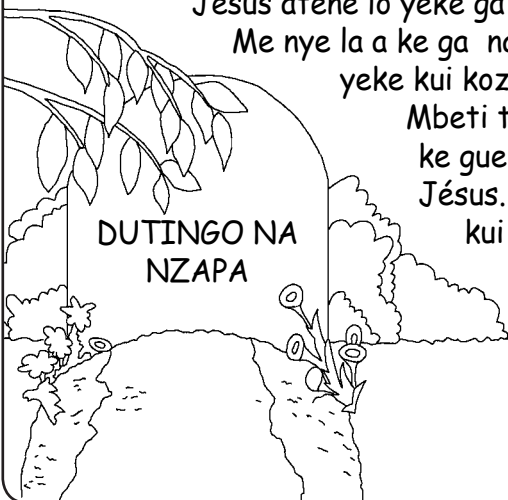 Jésus atene lo yeke ga
Me nye la a ke ga
yeke kui
Mbeti
ke gue
Jésus.
kui
DUTINGO NA
NZAPA